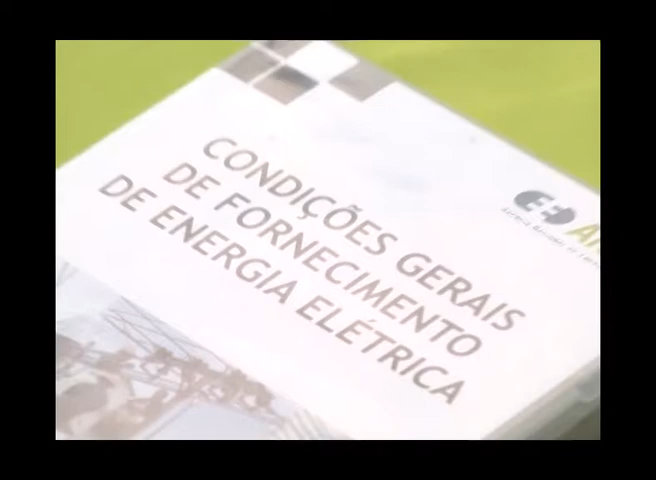 CONDIÇÕES GERAIS
DE FORNECIMENTO
DE ENERGIA ELÉTRICA